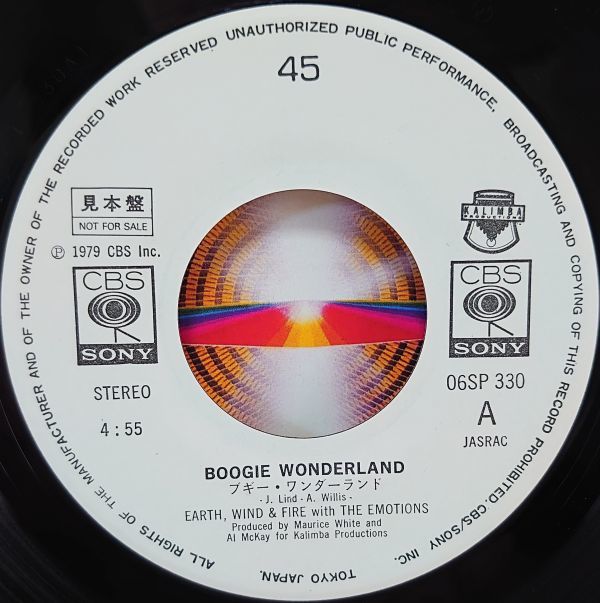 ALL RIGHTS OF THE MANUFACTURER AND OF THE OWNER OF THE RECORDED WORK RESERVED UNAUTHORIZED PUBLIC PERFORMANCE, BROADCASTING AND COPYING OF THIS RECORD PROHIBITED. CBS/SONY INC. TOKYO JAPAN.
45
見本盤
NOT FOR SALE
℗ 1979 CBS Inc.
CBS
SONY
STEREO
4:55
KALIMBA
PRODUCTIONS
CBS
SONY
06SP 330
A
JASRAC
BOOGIE WONDERLAND
ブギー・ワンダーランド
- J. Lind - A. Willis -
EARTH, WIND & FIRE with THE EMOTIONS
Produced by Maurice White and
Al McKay for Kalimba Productions